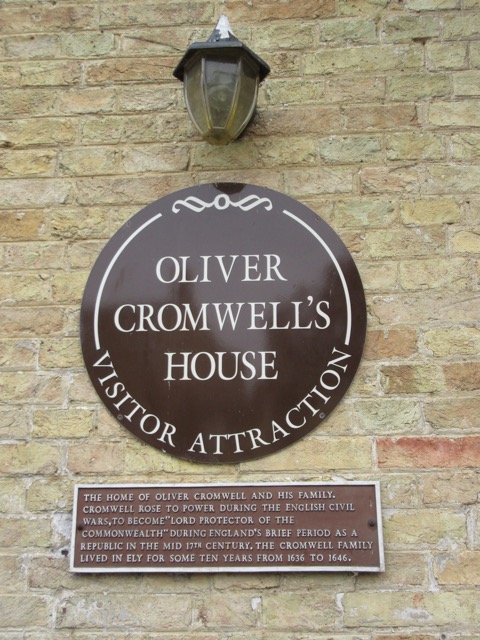 OLIVER
CROMWELL'S
HOUSE
VISITOR ATTRACTION
THE HOME OF OLIVER CROMWELL AND HIS FAMILY.
CROMWELL ROSE TO POWER DURING THE ENGLISH CIVIL
WARS, TO BECOME "LORD PROTECTOR OF THE
COMMONWEALTH" DURING ENGLAND'S BRIEF PERIOD AS A
REPUBLIC IN THE MID 17TH CENTURY. THE CROMWELL FAMILY
LIVED IN ELY FOR SOME TEN YEARS FROM 1636 TO 1646.